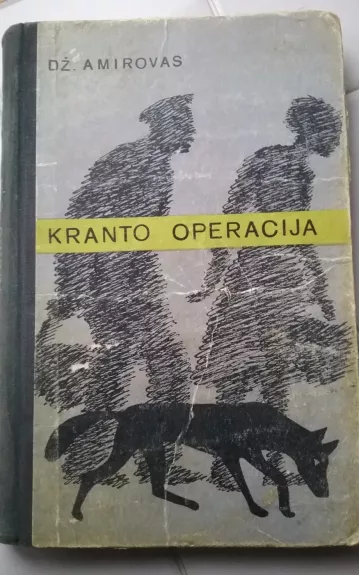 DŽ. AMIROVAS
KRANTO OPERACIJA